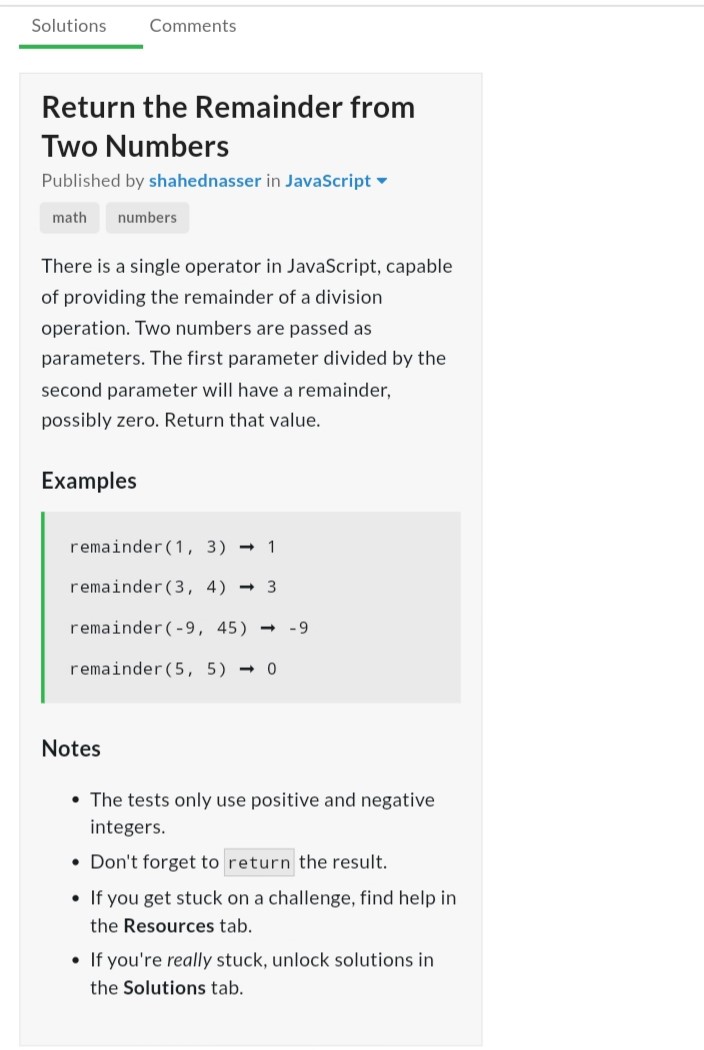 Solutions Comments
Return the Remainder from
Two Numbers
Published by shahednasser in JavaScript
math numbers
There is a single operator in JavaScript, capable
of providing the remainder of a division
operation. Two numbers are passed as
parameters. The first parameter divided by the
second parameter will have a remainder,
possibly zero. Return that value.
Examples
remainder(1, 3) ➞ 1
remainder(3, 4) ➞ 3
remainder(-9, 45) ➞ -9
remainder(5, 5) ➞ 0
Notes
• The tests only use positive and negative
integers.
• Don't forget to return the result.
• If you get stuck on a challenge, find help in
the Resources tab.
• If you're really stuck, unlock solutions in
the Solutions tab.